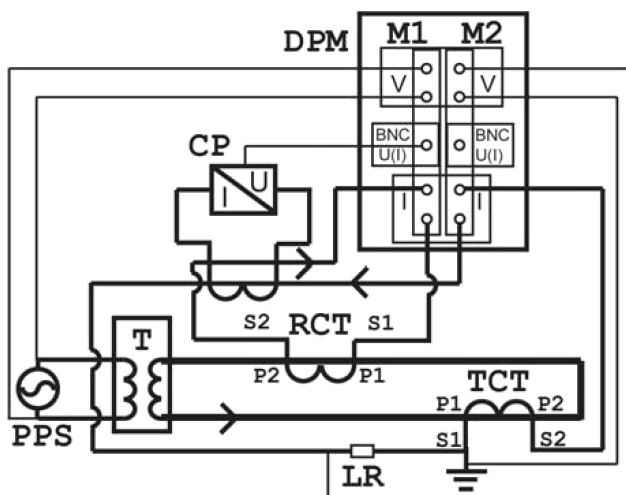 DPM
M1 M2
V V
BNC U(I)
BNC U(I)
CP
I U
I I
S2 RCT S1
T
P2 P1
TCT
P1 P2
S1 S2
PPS
LR